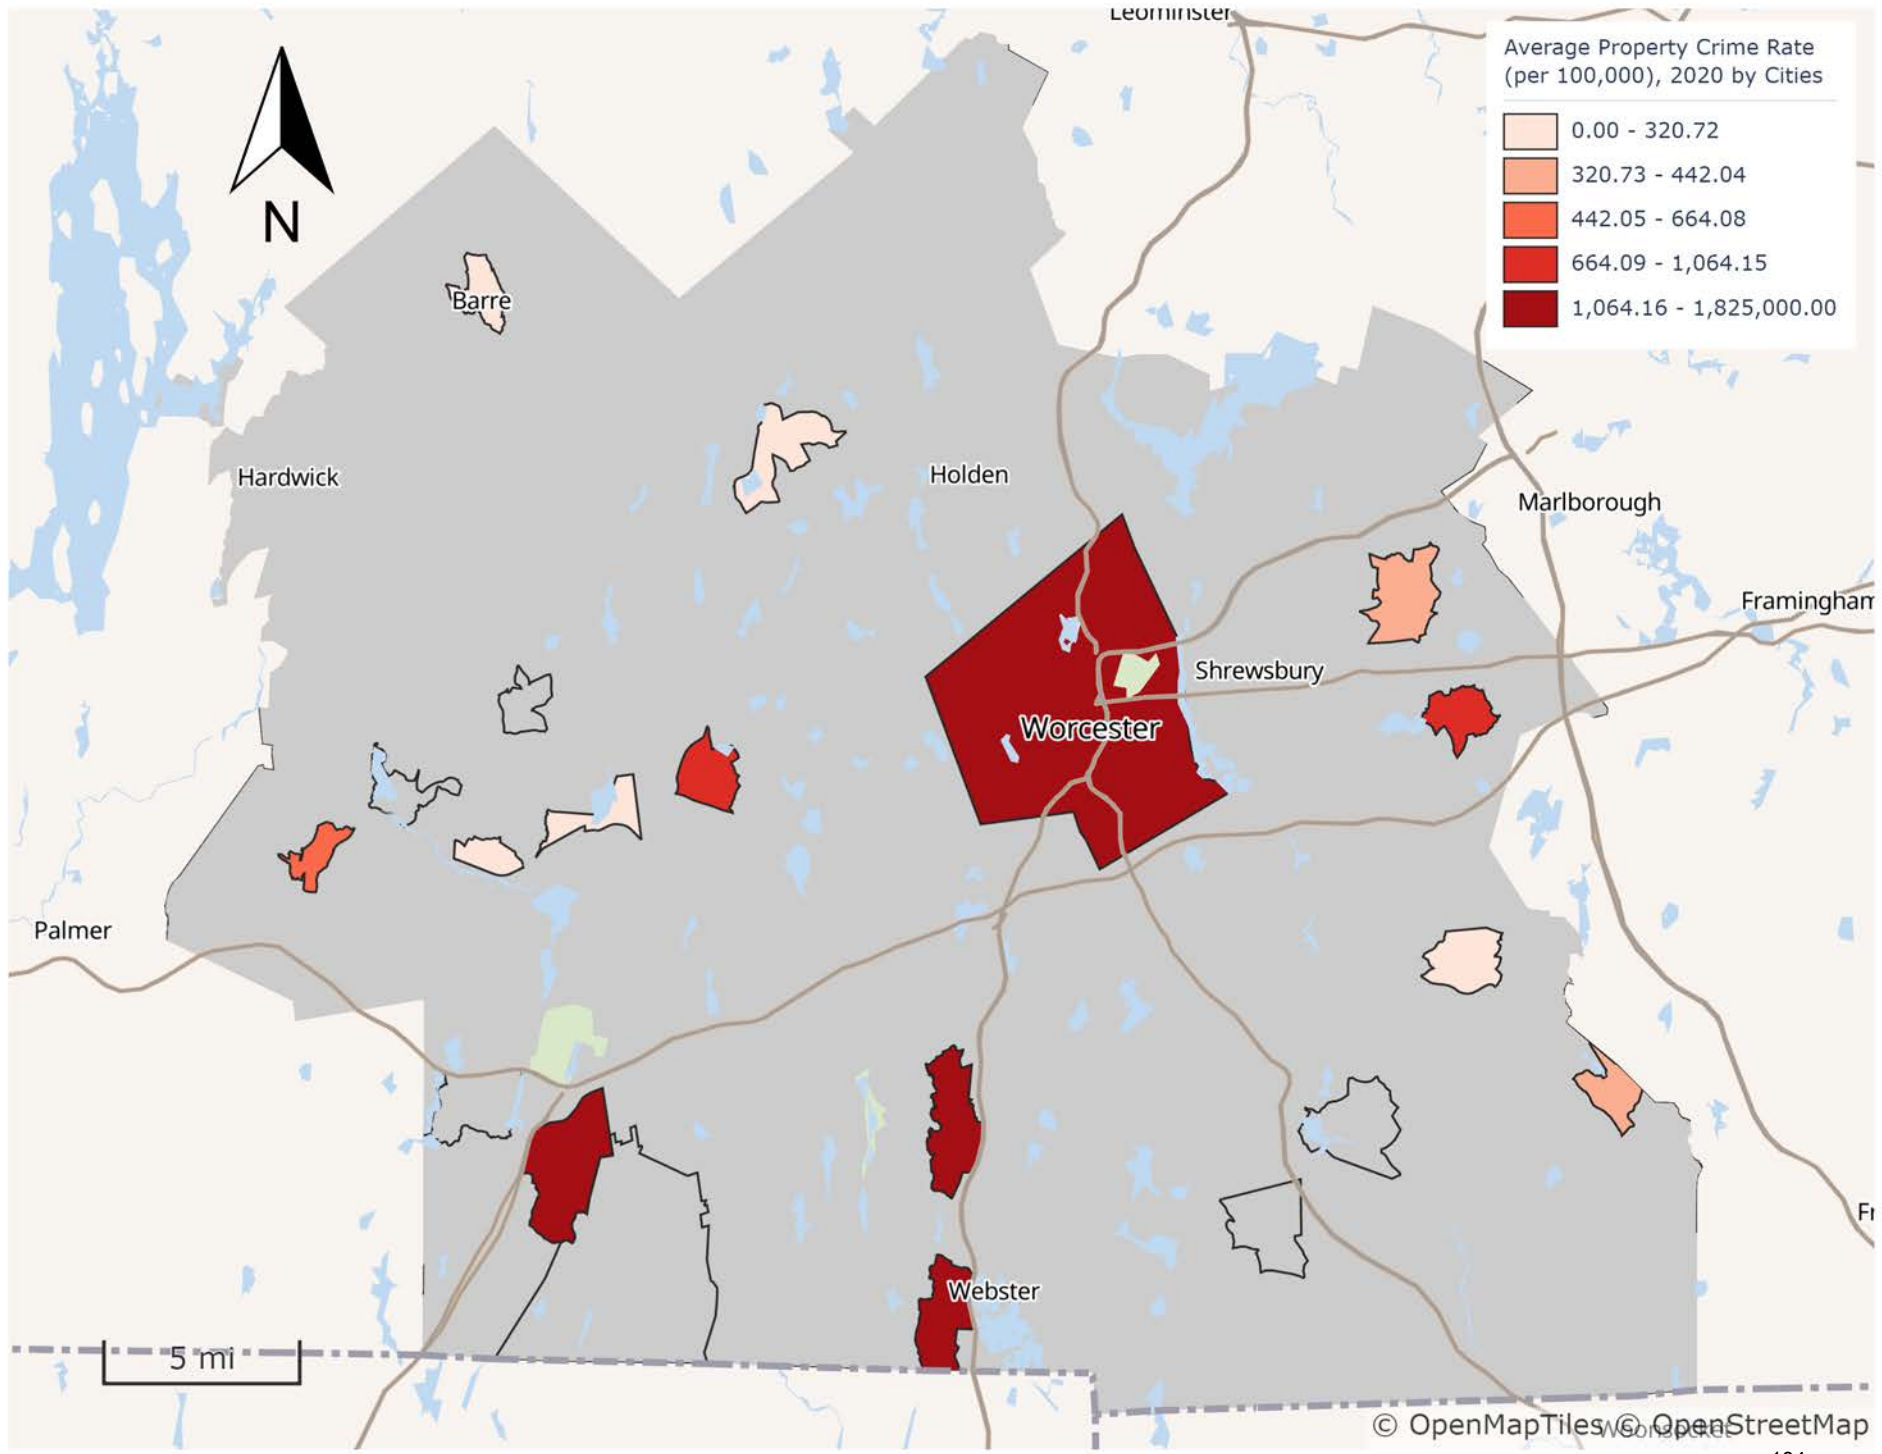 Leominster
Average Property Crime Rate
(per 100,000), 2020 by Cities
0.00 - 320.72
320.73 - 442.04
442.05 - 664.08
664.09 - 1,064.15
1,064.16 - 1,825,000.00
N
Barre
Hardwick
Holden
Marlborough
Framingham
Shrewsbury
Worcester
Palmer
Fr
Webster
5 mi
© OpenMapTiles © OpenStreetMap
Woonsocket